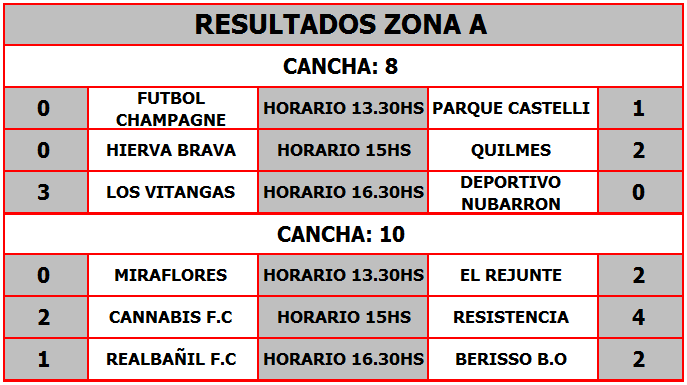 RESULTADOS ZONA A
CANCHA: 8
0 FUTBOL CHAMPAGNE HORARIO 13.30HS PARQUE CASTELLI 1
0 HIERVA BRAVA HORARIO 15HS QUILMES 2
3 LOS VITANGAS HORARIO 16.30HS DEPORTIVO NUBARRON 0
CANCHA: 10
0 MIRAFLORES HORARIO 13.30HS EL REJUNTE 2
2 CANNABIS F.C HORARIO 15HS RESISTENCIA 4
1 REALBAÑIL F.C HORARIO 16.30HS BERISSO B.O 2